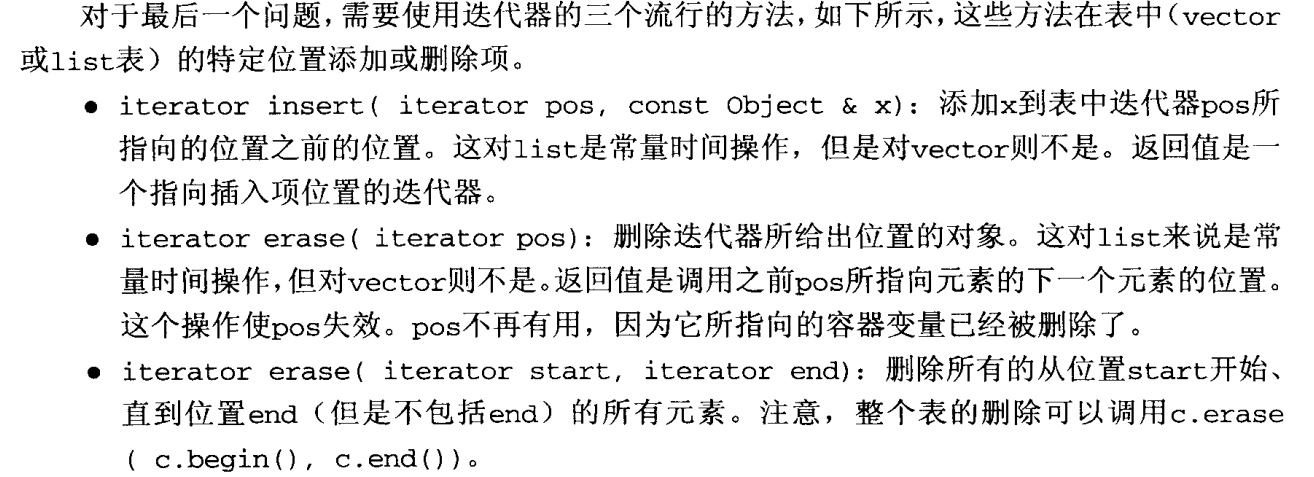 对于最后一个问题,需要使用迭代器的三个流行的方法,如下所示,这些方法在表中(vector
或list表)的特定位置添加或删除项。
● iterator insert( iterator pos, const Object & x): 添加x到表中迭代器pos所
指向的位置之前的位置。这对list是常量时间操作，但是对vector则不是。返回值是一
个指向插入项位置的迭代器。
● iterator erase( iterator pos): 删除迭代器所给出位置的对象。这对list来说是常
量时间操作,但对vector则不是。返回值是调用之前pos所指向元素的下一个元素的位置。
这个操作使pos失效。pos不再有用，因为它所指向的容器变量已经被删除了。
● iterator erase( iterator start, iterator end): 删除所有的从位置start开始、
直到位置end（但是不包括end）的所有元素。注意，整个表的删除可以调用c.erase
( c.begin(), c.end())。